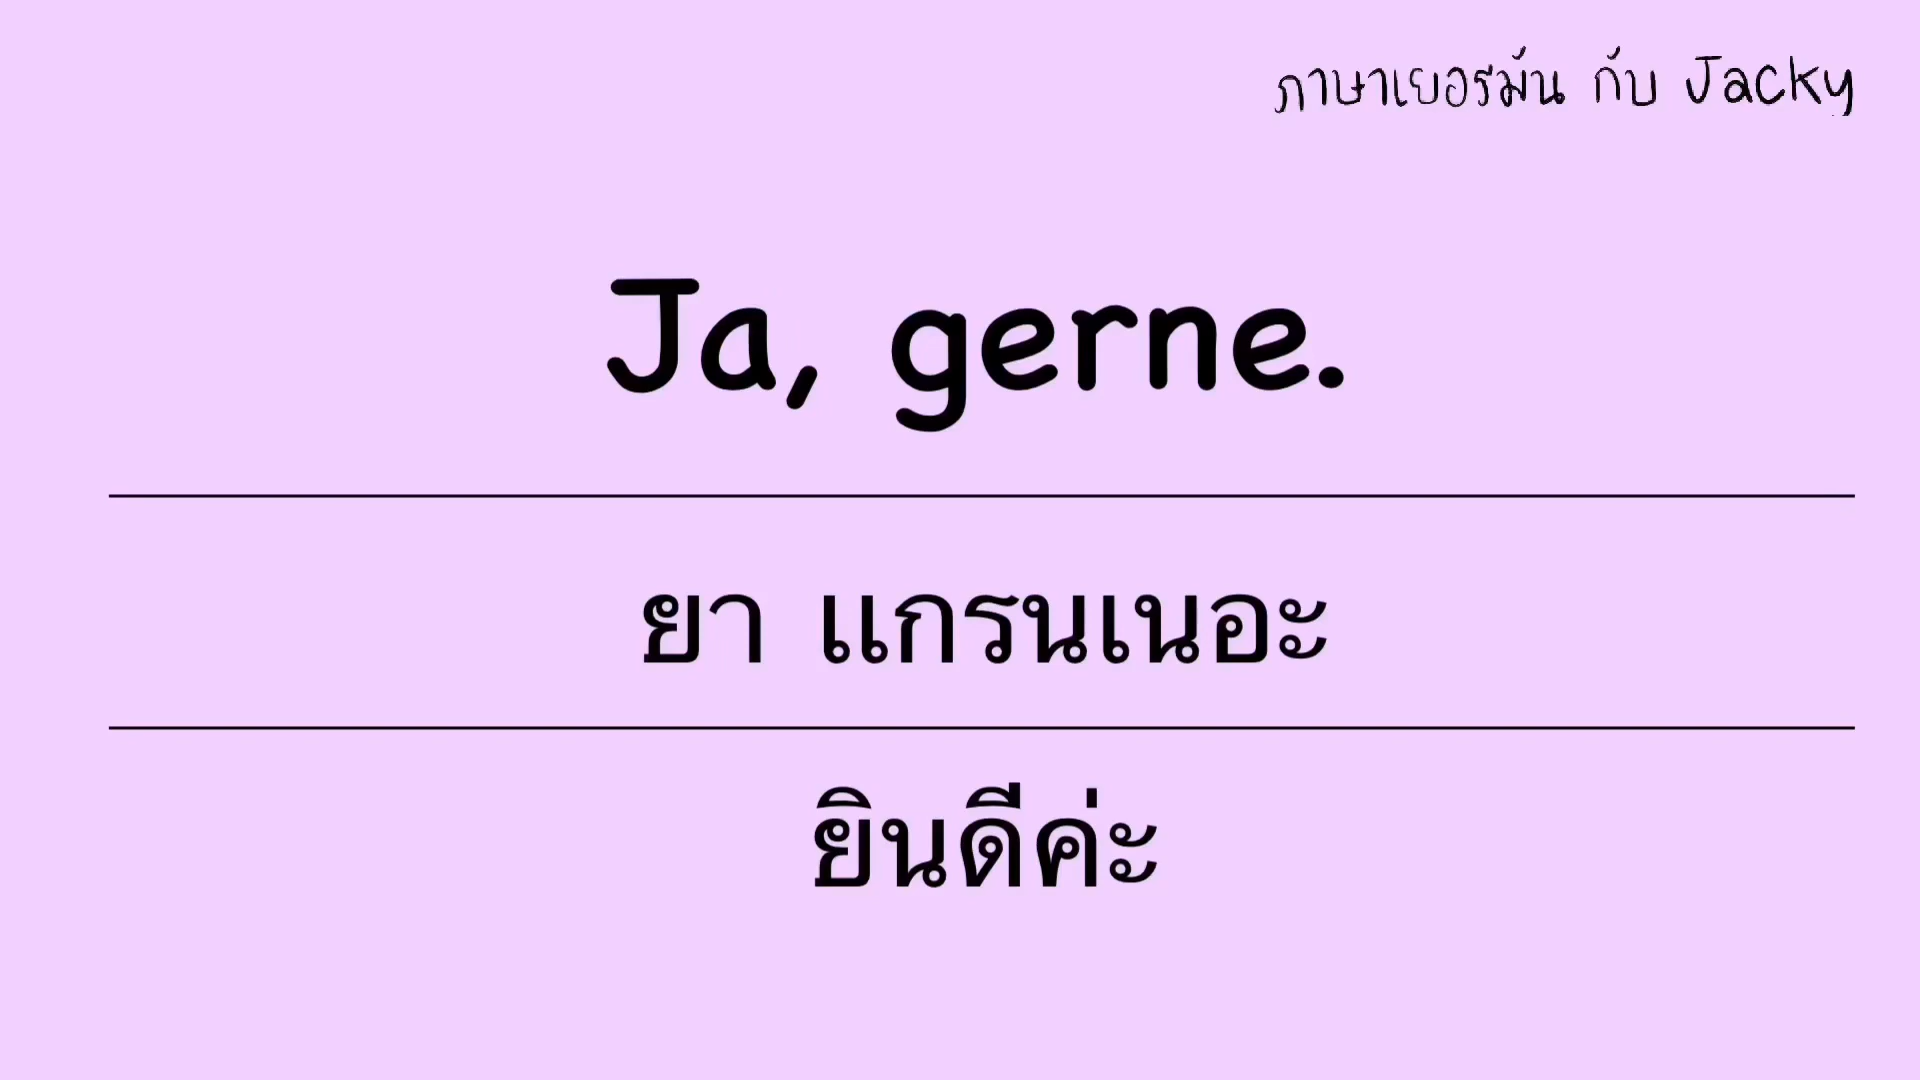 ภาษาเยอรมัน กับ Jacky
Ja, gerne.
ยา แกรนเนอะ
ยินดีค่ะ